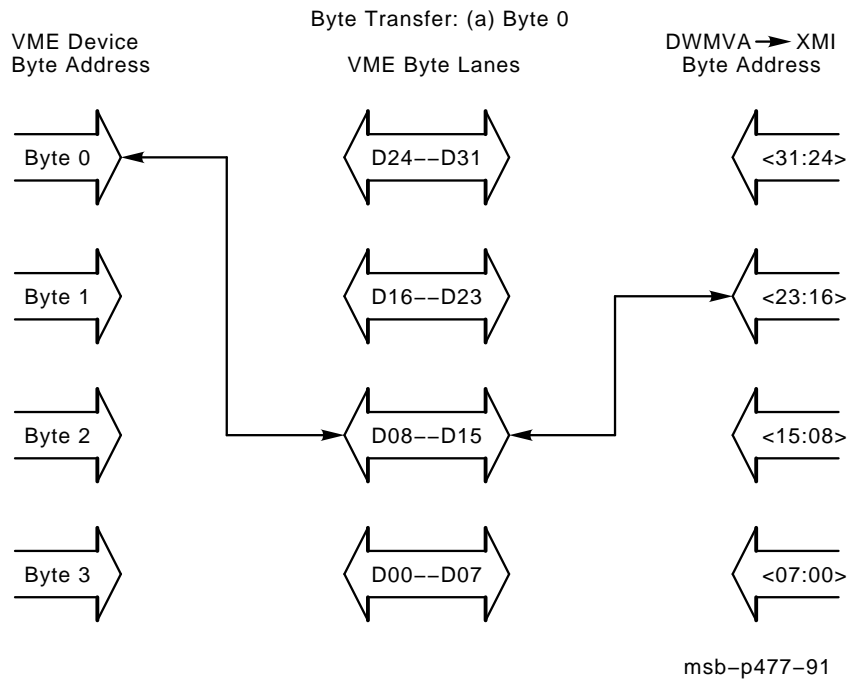 Byte Transfer: (a) Byte 0
VME Device
Byte Address
VME Byte Lanes
DWMVA XMI
Byte Address
Byte 0
D24--D31
<31:24>
Byte 1
D16--D23
<23:16>
Byte 2
D08--D15
<15:08>
Byte 3
D00--D07
<07:00>
msb-p477-91